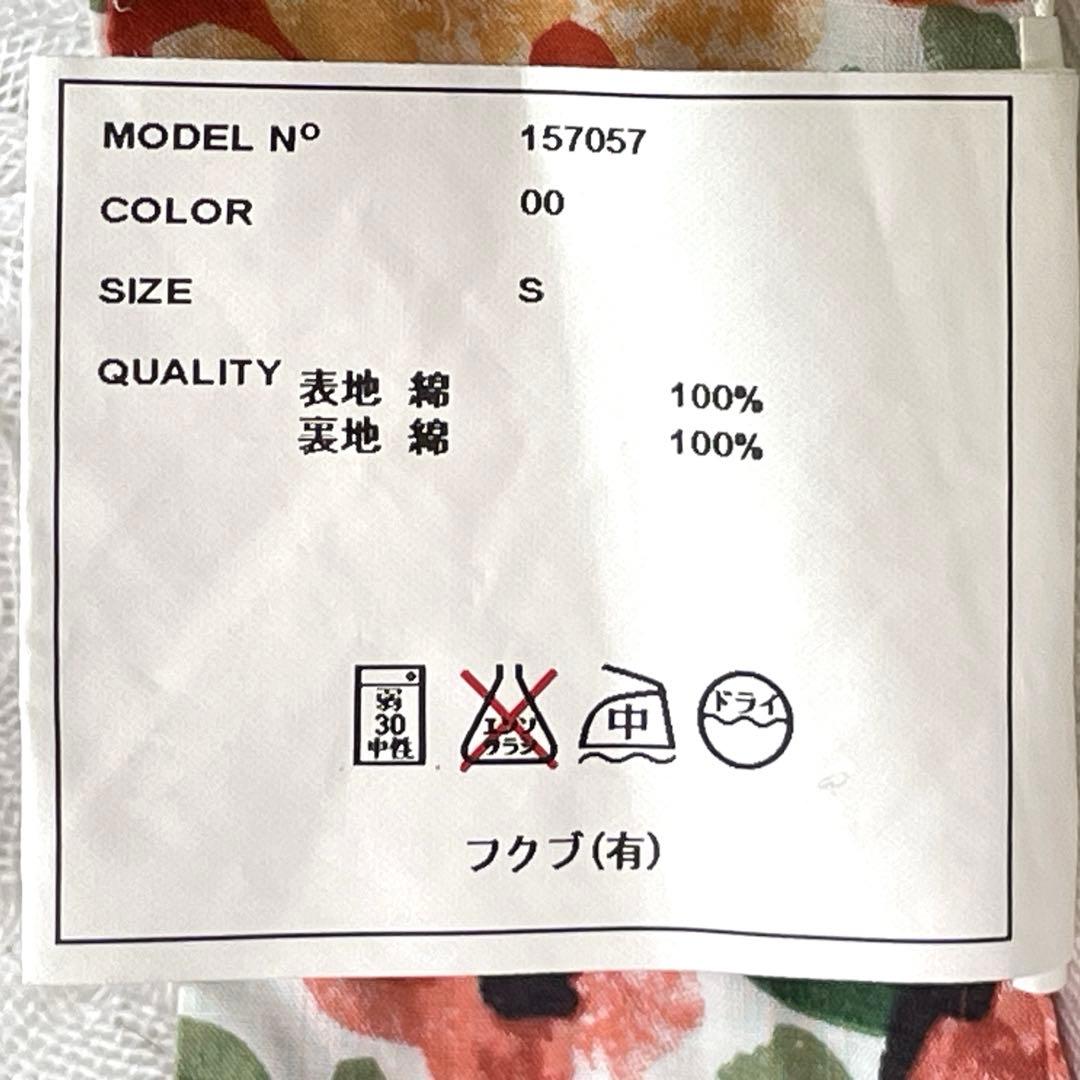 MODEL Nº 157057
COLOR 00
SIZE S
QUALITY
表地 綿 100%
裏地 綿 100%
弱
30
中性
エンソ
サラシ
中
ドライ
フクブ(有)